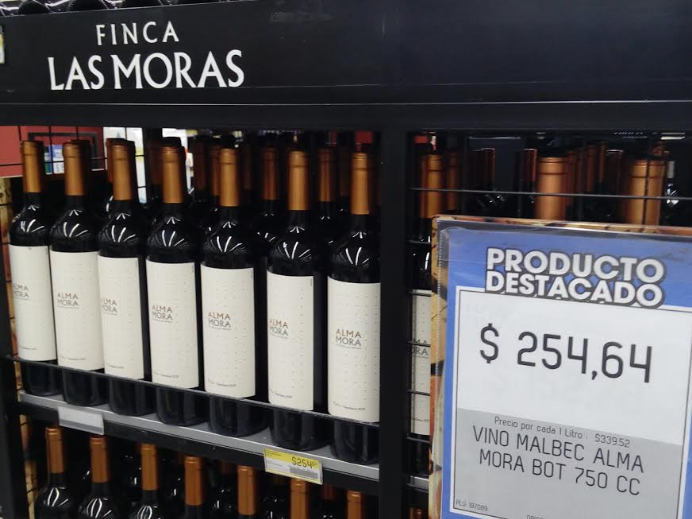 FINCA
LAS MORAS
ALMA
MORA
ALMA
MORA
ALMA
MORA
ALMA
MORA
ALMA
MORA
ALMA
MORA
ALMA
MORA
$254
PRODUCTO
DESTACADO
$ 254,64
Precio por cada 1 Litro : $339.52
VINO MALBEC ALMA
MORA BOT 750 CC